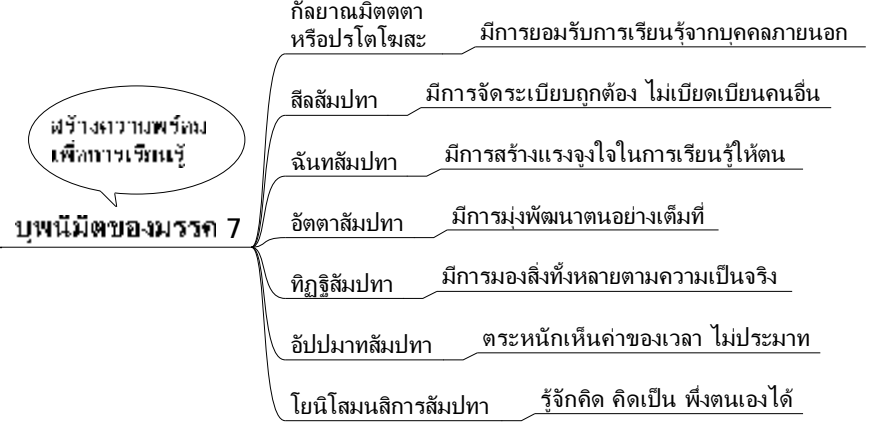 กัลยาณมิตตตา
หรือปรโตโฆสะ
มีการยอมรับการเรียนรู้จากบุคคลภายนอก
สีลสัมปทา
มีการจัดระเบียบถูกต้อง ไม่เบียดเบียนคนอื่น
สร้างความพร้อม
เพื่อการเรียนรู้
ฉันทสัมปทา
มีการสร้างแรงจูงใจในการเรียนรู้ให้ตน
บุพนิมิตของมรรค 7
อัตตาสัมปทา
มีการมุ่งพัฒนาตนอย่างเต็มที่
ทิฏฐิสัมปทา
มีการมองสิ่งทั้งหลายตามความเป็นจริง
อัปปมาทสัมปทา
ตระหนักเห็นค่าของเวลา ไม่ประมาท
โยนิโสมนสิการสัมปทา
รู้จักคิด คิดเป็น พึ่งตนเองได้